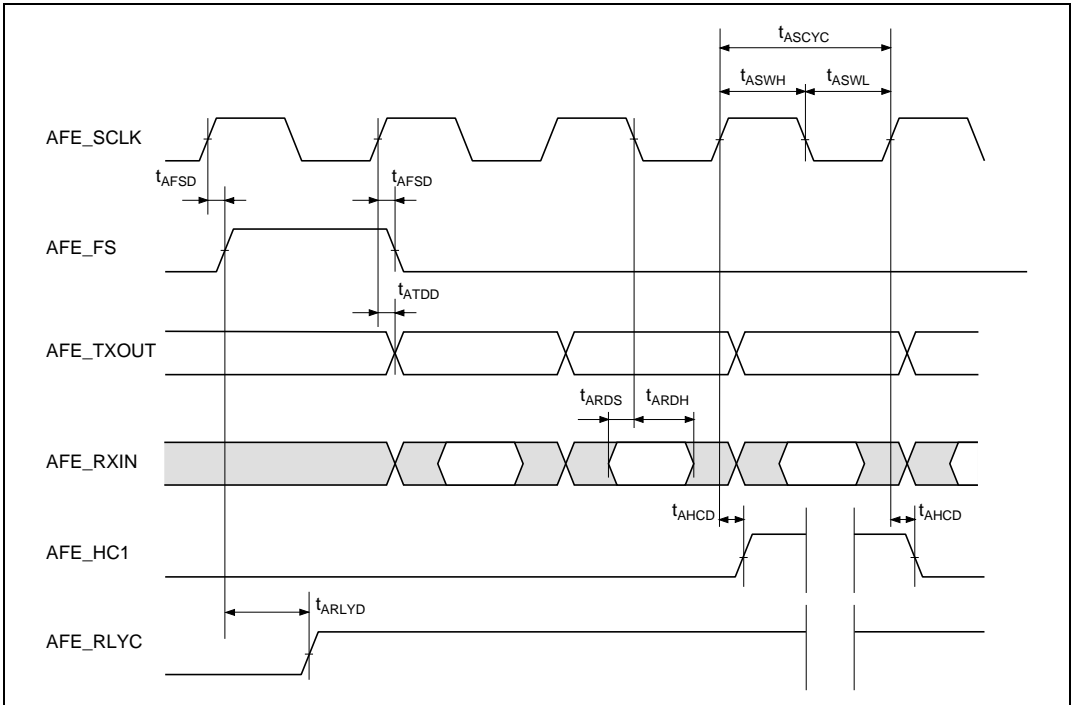 tASCYC
tASWH tASWL
AFE_SCLK
tAFSD tAFSD
AFE_FS
tATDD
AFE_TXOUT
tARDS tARDH
AFE_RXIN
tAHCD tAHCD
AFE_HC1
tARLYD
AFE_RLYC